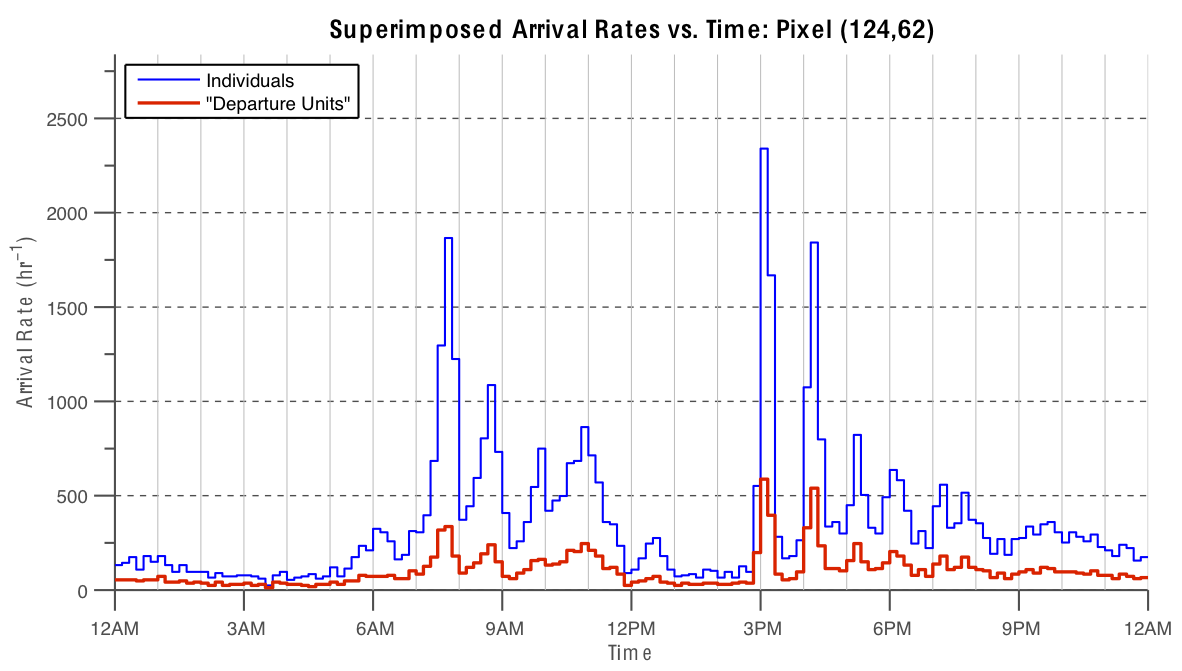 Superimposed Arrival Rates vs. Time: Pixel (124,62)
Individuals
"Departure Units"
2500
2000
1500
1000
500
0
Arrival Rate (hr⁻¹)
12AM 3AM 6AM 9AM 12PM 3PM 6PM 9PM 12AM
Time